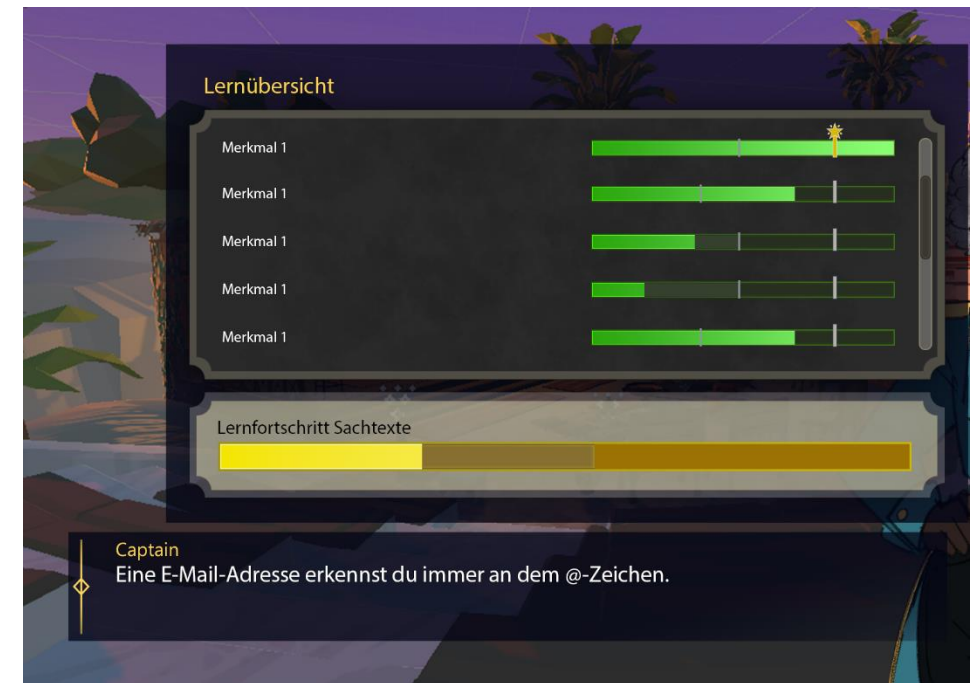 Lernübersicht
Merkmal 1
Merkmal 1
Merkmal 1
Merkmal 1
Merkmal 1
Lernfortschritt Sachtexte
Captain
Eine E-Mail-Adresse erkennst du immer an dem @-Zeichen.